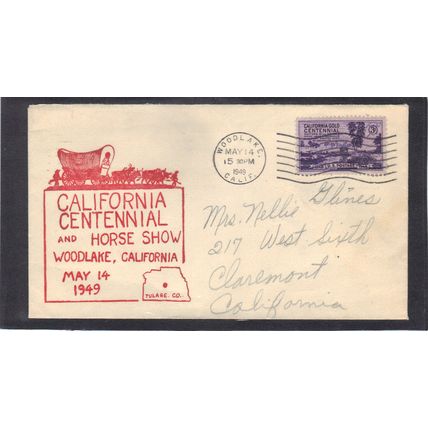 CALIFORNIA
CENTENNIAL
AND HORSE SHOW
WOODLAKE, CALIFORNIA
MAY 14
1949
TULARE CO.
WOODLAKE,
MAY 14
1949
CALIF.
CALIFORNIA GOLD
CENTENNIAL
3¢
Mrs. Nellie Glines
217 West Sixth
Claremont
California